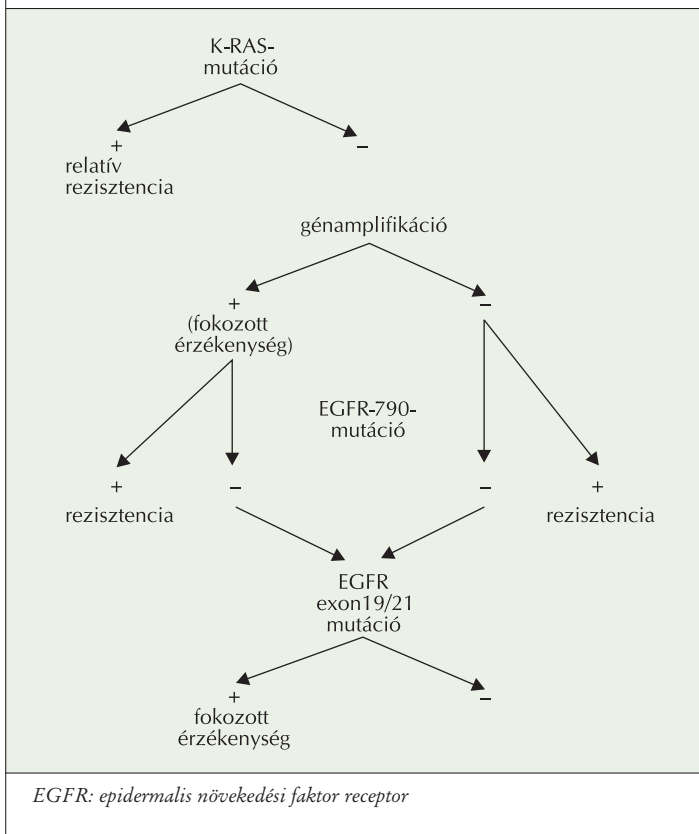 K-RAS-
mutáció
+
–
relatív
rezisztencia
génamplifikáció
+
–
(fokozott
érzékenység)
EGFR-790-
mutáció
+
–
–
+
rezisztencia
rezisztencia
EGFR
exon19/21
mutáció
+
–
fokozott
érzékenység
EGFR: epidermalis növekedési faktor receptor